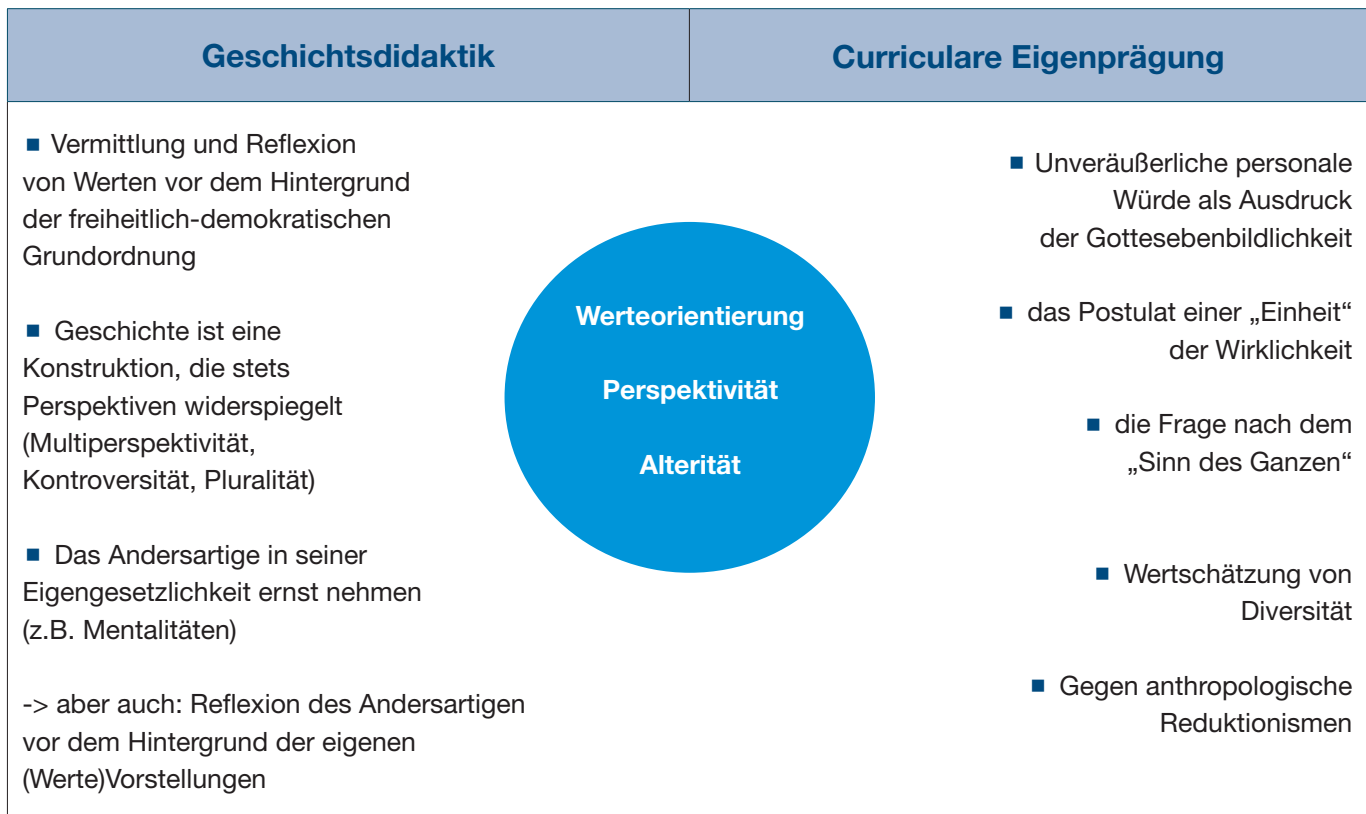 Geschichtsdidaktik
Curriculare Eigenprägung
■ Vermittlung und Reflexion
von Werten vor dem Hintergrund
der freiheitlich-demokratischen
Grundordnung
■ Geschichte ist eine
Konstruktion, die stets
Perspektiven widerspiegelt
(Multiperspektivität,
Kontroversität, Pluralität)
■ Das Andersartige in seiner
Eigengesetzlichkeit ernst nehmen
(z.B. Mentalitäten)
-> aber auch: Reflexion des Andersartigen
vor dem Hintergrund der eigenen
(Werte)Vorstellungen
Werteorientierung
Perspektivität
Alterität
■ Unveräußerliche personale
Würde als Ausdruck
der Gottesebenbildlichkeit
■ das Postulat einer „Einheit“
der Wirklichkeit
■ die Frage nach dem
„Sinn des Ganzen“
■ Wertschätzung von
Diversität
■ Gegen anthropologische
Reduktionismen